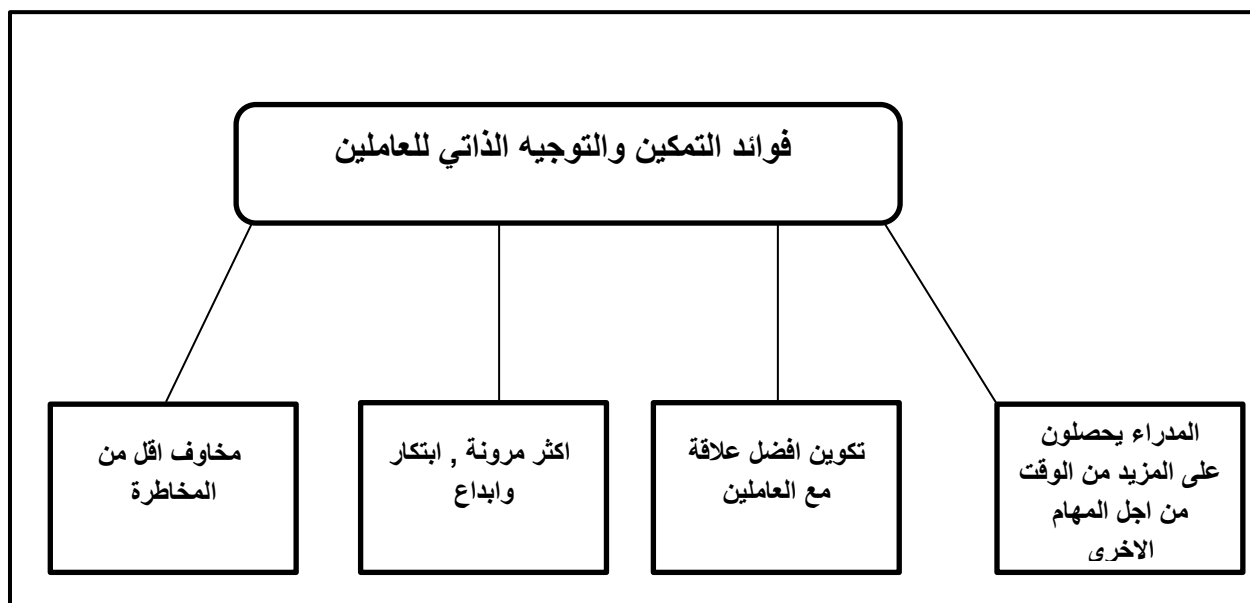 فوائد التمكين والتوجيه الذاتي للعاملين
المدراء يحصلون
على المزيد من الوقت
من اجل المهام
الاخرى
تكوين افضل علاقة
مع العاملين
اكثر مرونة , ابتكار
وابداع
مخاوف اقل من
المخاطرة